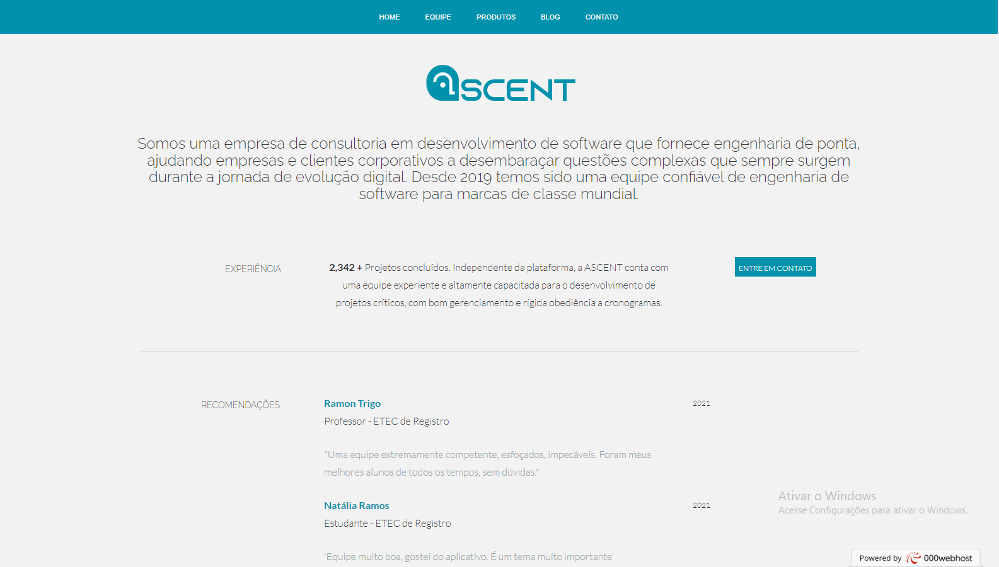 HOME EQUIPE PRODUTOS BLOG CONTATO
aSCENT
Somos uma empresa de consultoria em desenvolvimento de software que fornece engenharia de ponta,
ajudando empresas e clientes corporativos a desembaraçar questões complexas que sempre surgem
durante a jornada de evolução digital. Desde 2019 temos sido uma equipe confiável de engenharia de
software para marcas de classe mundial.
EXPERIÊNCIA
2,342 + Projetos concluídos. Independente da plataforma, a ASCENT conta com
uma equipe experiente e altamente capacitada para o desenvolvimento de
projetos críticos, com bom gerenciamento e rígida obediência a cronogramas.
ENTRE EM CONTATO
RECOMENDAÇÕES
Ramon Trigo 2021
Professor - ETEC de Registro
"Uma equipe extremamente competente, esfoçados, impecáveis. Foram meus
melhores alunos de todos os tempos, sem dúvidas."
Natália Ramos 2021
Estudante - ETEC de Registro
'Equipe muito boa, gostei do aplicativo. É um tema muito importante'
Ativar o Windows
Acesse Configurações para ativar o Windows.
Powered by 000webhost